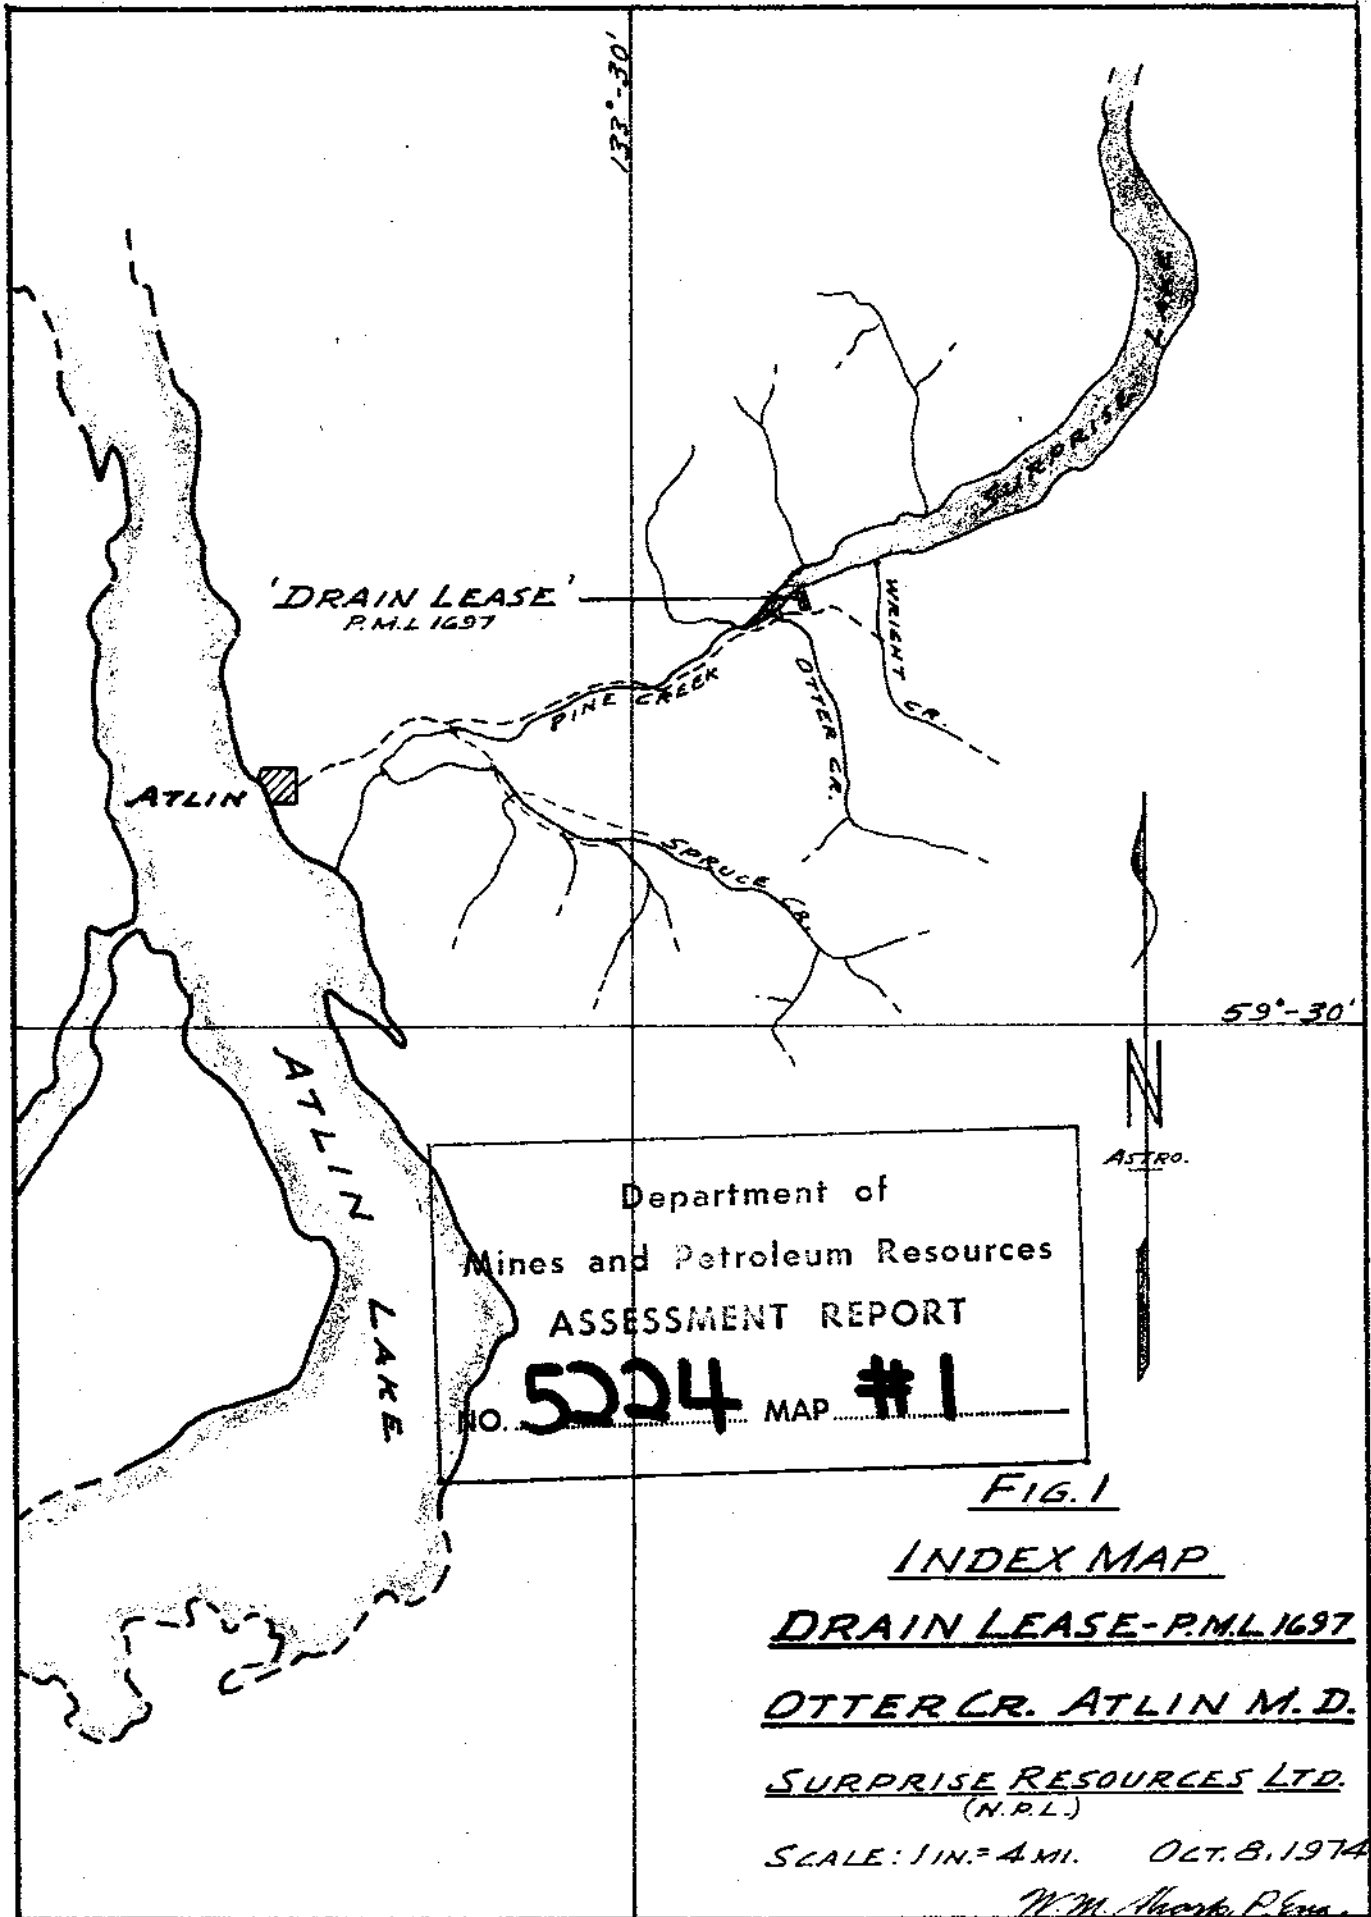 133°-30'
SURPRISE LAKE
'DRAIN LEASE'
P.M.L 1697
WRIGHT CR.
OTTER CR.
PINE CREEK
ATLIN
SPRUCE CR.
59°-30'
N
ASTRO.
ATLIN LAKE
Department of
Mines and Petroleum Resources
ASSESSMENT REPORT
NO. 5224 MAP #1
FIG. 1
INDEX MAP
DRAIN LEASE-P.M.L 1697
OTTER CR. ATLIN M.D.
SURPRISE RESOURCES LTD.
(N.P.L.)
SCALE: 1 IN.= 4 MI. OCT. 8, 1974
W.M. P.Eng.